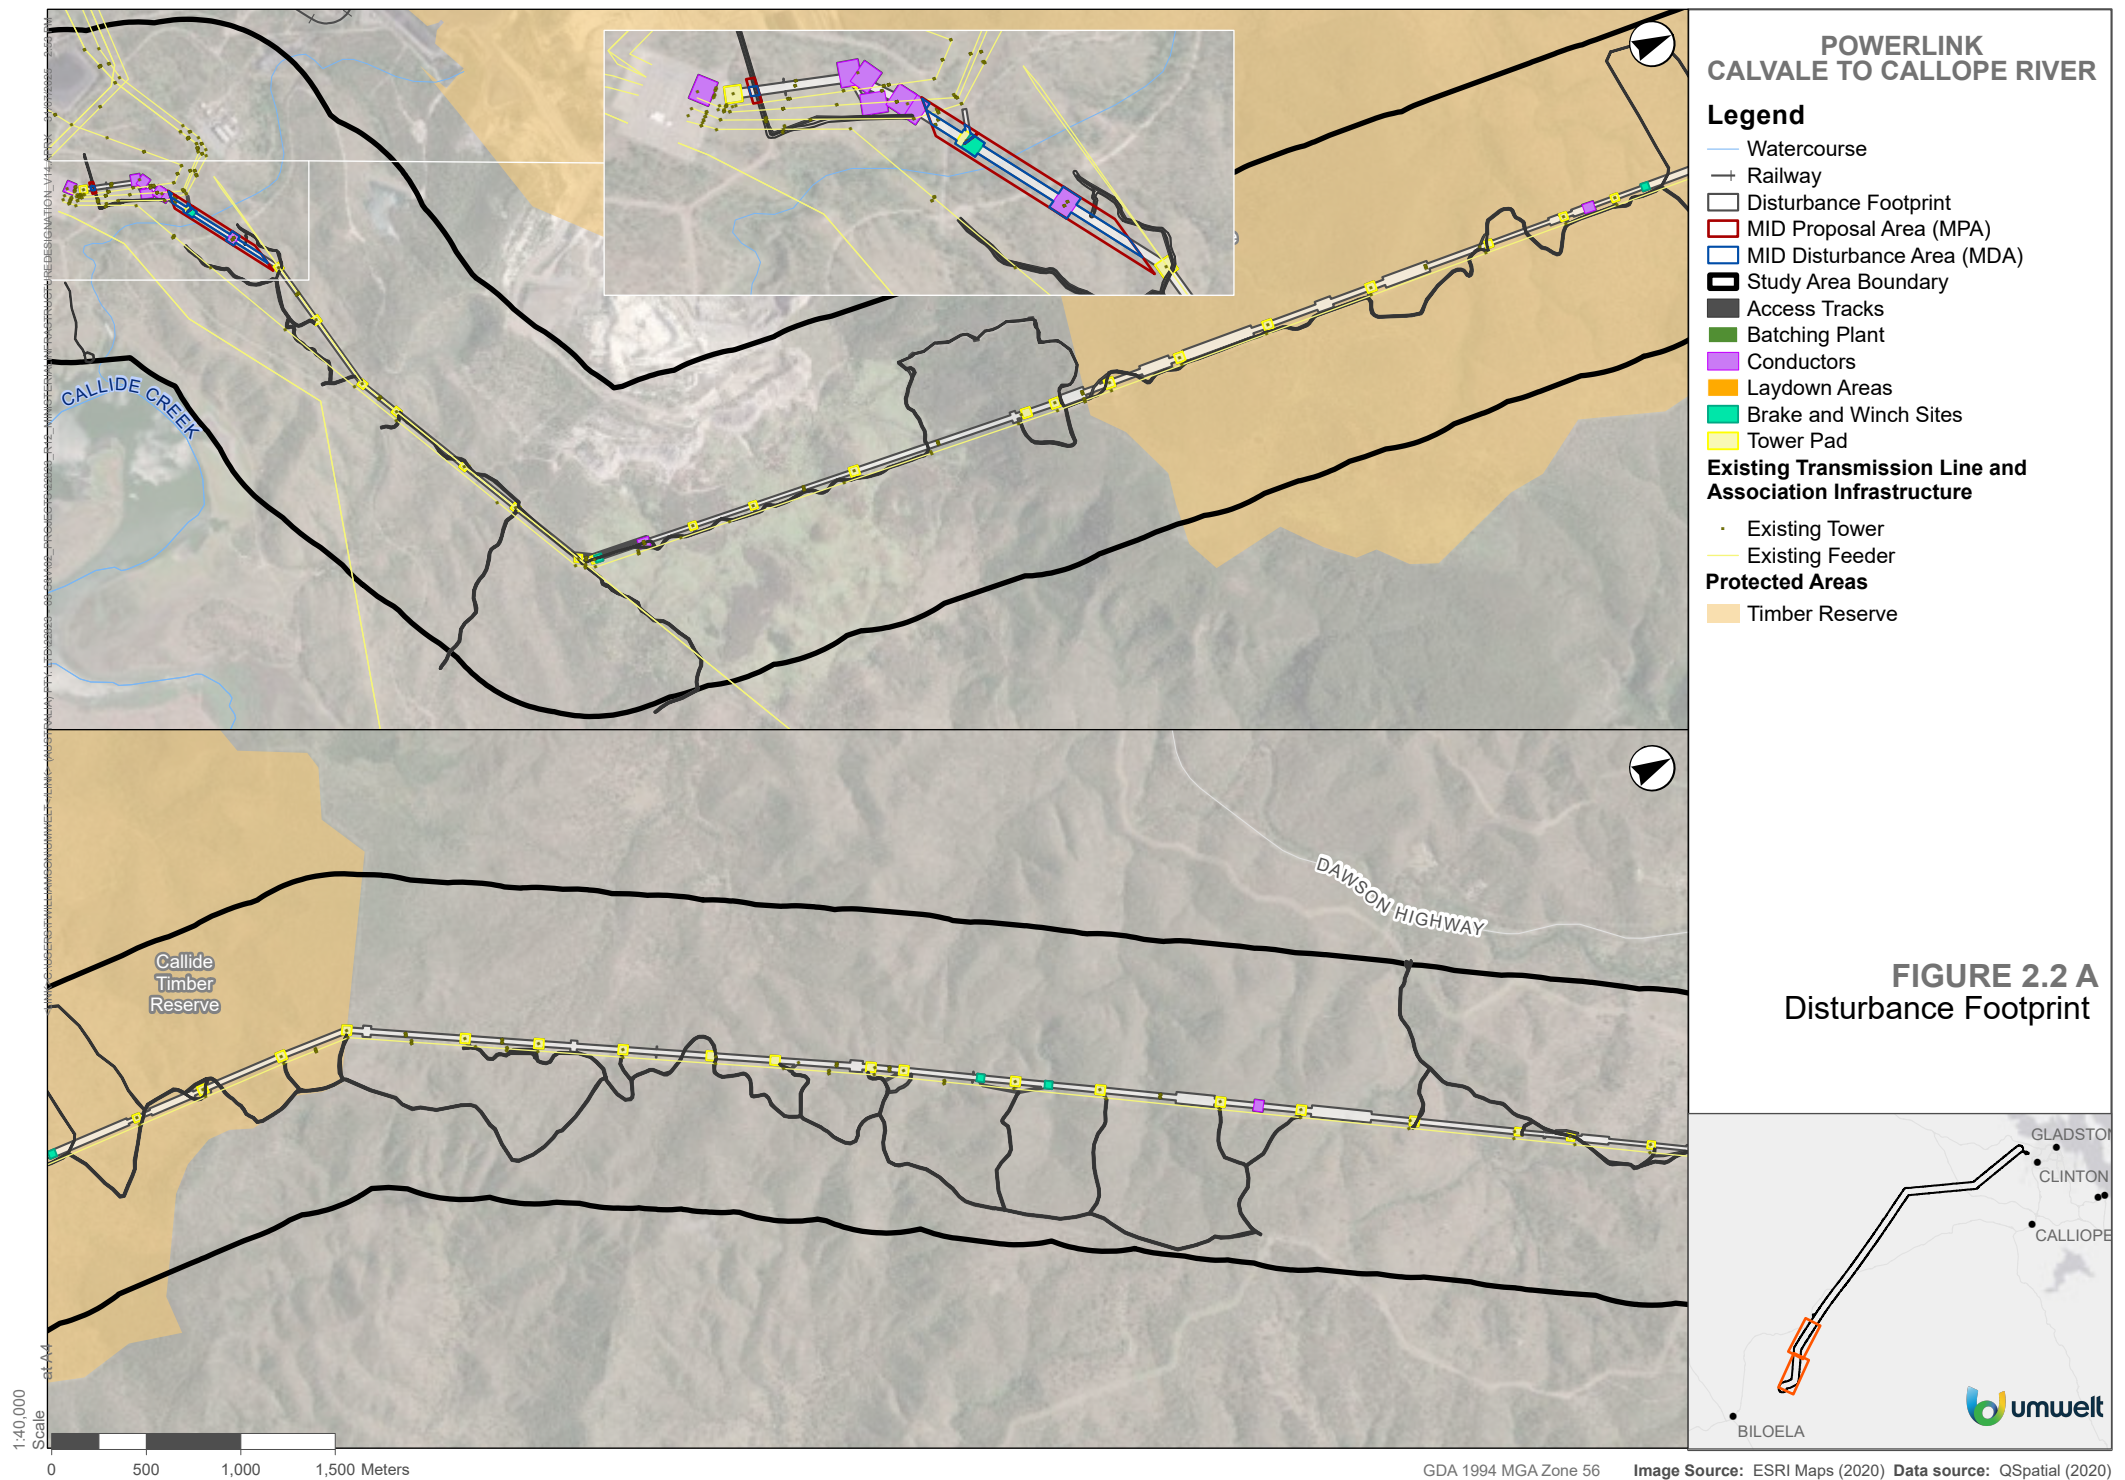 POWERLINK
CALVALE TO CALLOPE RIVER
Legend
Watercourse
Railway
Disturbance Footprint
MID Proposal Area (MPA)
MID Disturbance Area (MDA)
Study Area Boundary
Access Tracks
Batching Plant
Conductors
Laydown Areas
Brake and Winch Sites
Tower Pad
Existing Transmission Line and
Association Infrastructure
Existing Tower
Existing Feeder
Protected Areas
Timber Reserve
CALLIDE CREEK
DAWSON HIGHWAY
Callide
Timber
Reserve
FIGURE 2.2 A
Disturbance Footprint
GLADSTON
CLINTON
CALLIOPE
BILOELA
umwelt
1:40,000
Scale
at A4
0 500 1,000 1,500 Meters
GDA 1994 MGA Zone 56 Image Source: ESRI Maps (2020) Data source: QSpatial (2020)